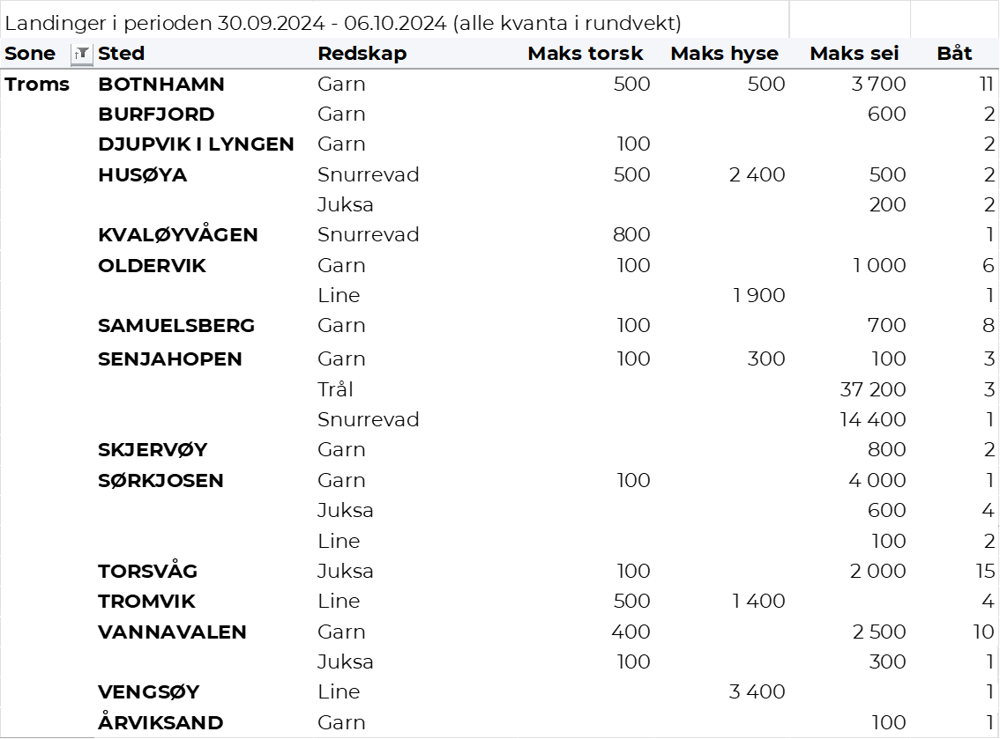 Landinger i perioden 30.09.2024 - 06.10.2024 (alle kvanta i rundvekt)
Sone Sted Redskap Maks torsk Maks hyse Maks sei Båt
Troms BOTNHAMN Garn 500 500 3 700 11
BURFJORD Garn 600 2
DJUPVIK I LYNGEN Garn 100 2
HUSØYA Snurrevad 500 2 400 500 2
Juksa 200 2
KVALØYVÅGEN Snurrevad 800 1
OLDERVIK Garn 100 1 000 6
Line 1 900 1
SAMUELSBERG Garn 100 700 8
SENJAHOPEN Garn 100 300 100 3
Trål 37 200 3
Snurrevad 14 400 1
SKJERVØY Garn 800 2
SØRKJOSEN Garn 100 4 000 1
Juksa 600 4
Line 100 2
TORSVÅG Juksa 100 2 000 15
TROMVIK Line 500 1 400 4
VANNAVALEN Garn 400 2 500 10
Juksa 100 300 1
VENGSØY Line 3 400 1
ÅRVIKSAND Garn 100 1